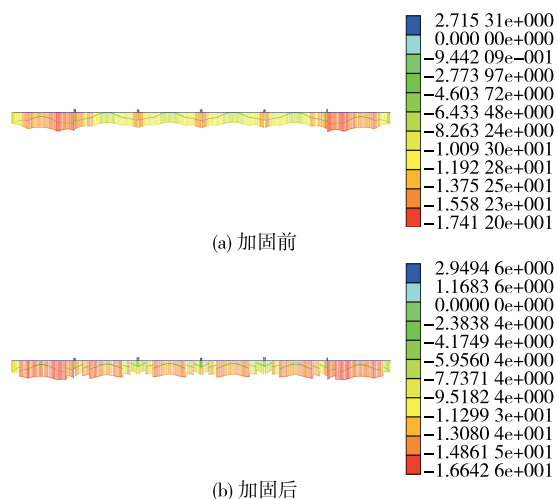 2.715 31e+000
0.000 00e+000
−9.442 09e−001
−2.773 97e+000
−4.603 72e+000
−6.433 48e+000
−8.263 24e+000
−1.009 30e+001
−1.192 28e+001
−1.375 25e+001
−1.558 23e+001
−1.741 20e+001
(a) 加固前
2.9494 6e+000
1.1683 6e+000
0.0000 0e+000
−2.3838 4e+000
−4.1749 4e+000
−5.9560 4e+000
−7.7371 4e+000
−9.5182 4e+000
−1.1299 3e+001
−1.3080 4e+001
−1.4861 5e+001
−1.6642 6e+001
(b) 加固后